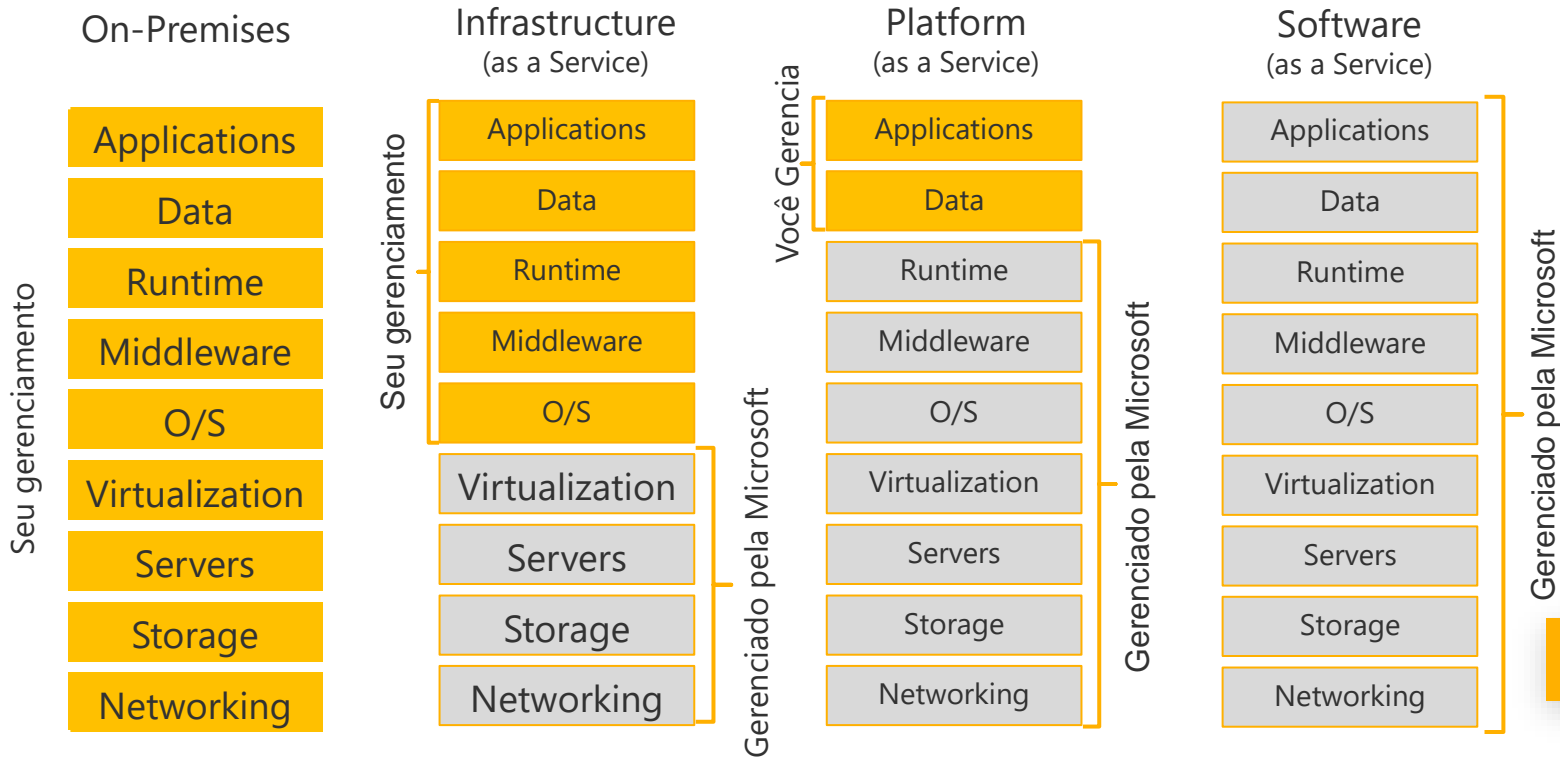 On-Premises
Seu gerenciamento
Applications
Data
Runtime
Middleware
O/S
Virtualization
Servers
Storage
Networking
Infrastructure
(as a Service)
Seu gerenciamento
Applications
Data
Runtime
Middleware
O/S
Virtualization
Servers
Storage
Networking
Gerenciado pela Microsoft
Platform
(as a Service)
Você Gerencia
Applications
Data
Runtime
Middleware
O/S
Virtualization
Servers
Storage
Networking
Gerenciado pela Microsoft
Software
(as a Service)
Applications
Data
Runtime
Middleware
O/S
Virtualization
Servers
Storage
Networking
Gerenciado pela Microsoft